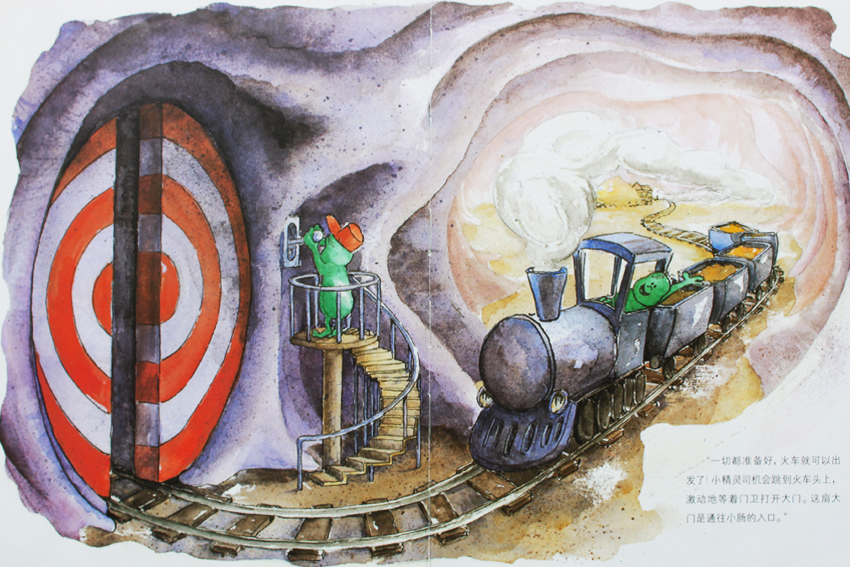 “一切都准备好，火车就可以出
发了！小精灵司机会跳到火车头上，
激动地等着门卫打开大门。这扇大
门是通往小肠的入口。”